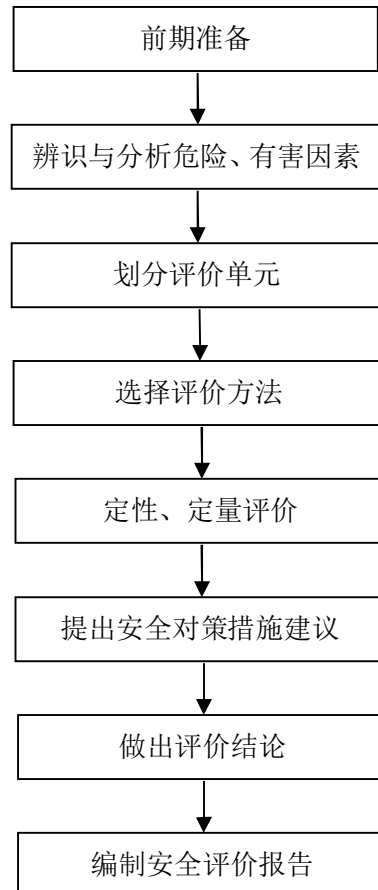 前期准备
辨识与分析危险、有害因素
划分评价单元
选择评价方法
定性、定量评价
提出安全对策措施建议
做出评价结论
编制安全评价报告